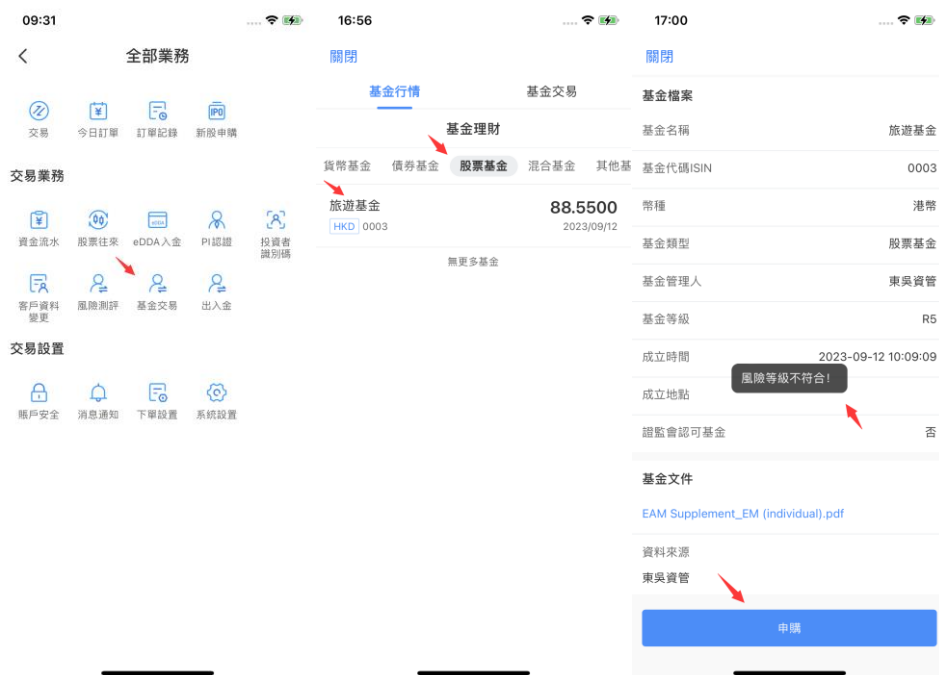 09:31
全部業務
交易
今日訂單
訂單記錄
IPO
新股申購
交易業務
資金流水
股票往來
eDDA
eDDA入金
PI認證
投資者
識別碼
客戶資料
變更
風險測評
基金交易
出入金
交易設置
賬戶安全
消息通知
下單設置
系統設置
16:56
關閉
基金行情
基金交易
基金理財
貨幣基金 債券基金 股票基金 混合基金 其他基
旅遊基金
88.5500
HKD 0003
2023/09/12
無更多基金
17:00
關閉
基金檔案
基金名稱 旅遊基金
基金代碼ISIN 0003
幣種 港幣
基金類型 股票基金
基金管理人 東吳資管
基金等級 R5
成立時間 2023-09-12 10:09:09
風險等級不符合！
成立地點
證監會認可基金 否
基金文件
EAM Supplement_EM (individual).pdf
資料來源
東吳資管
申購